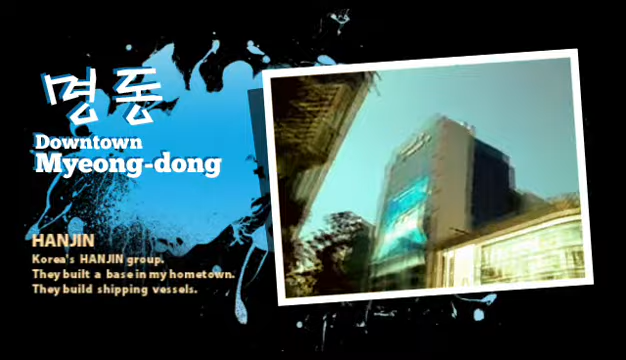 명동
Downtown
Myeong-dong
HANJIN
Korea's HANJIN group.
They built a base in my hometown.
They build shipping vessels.